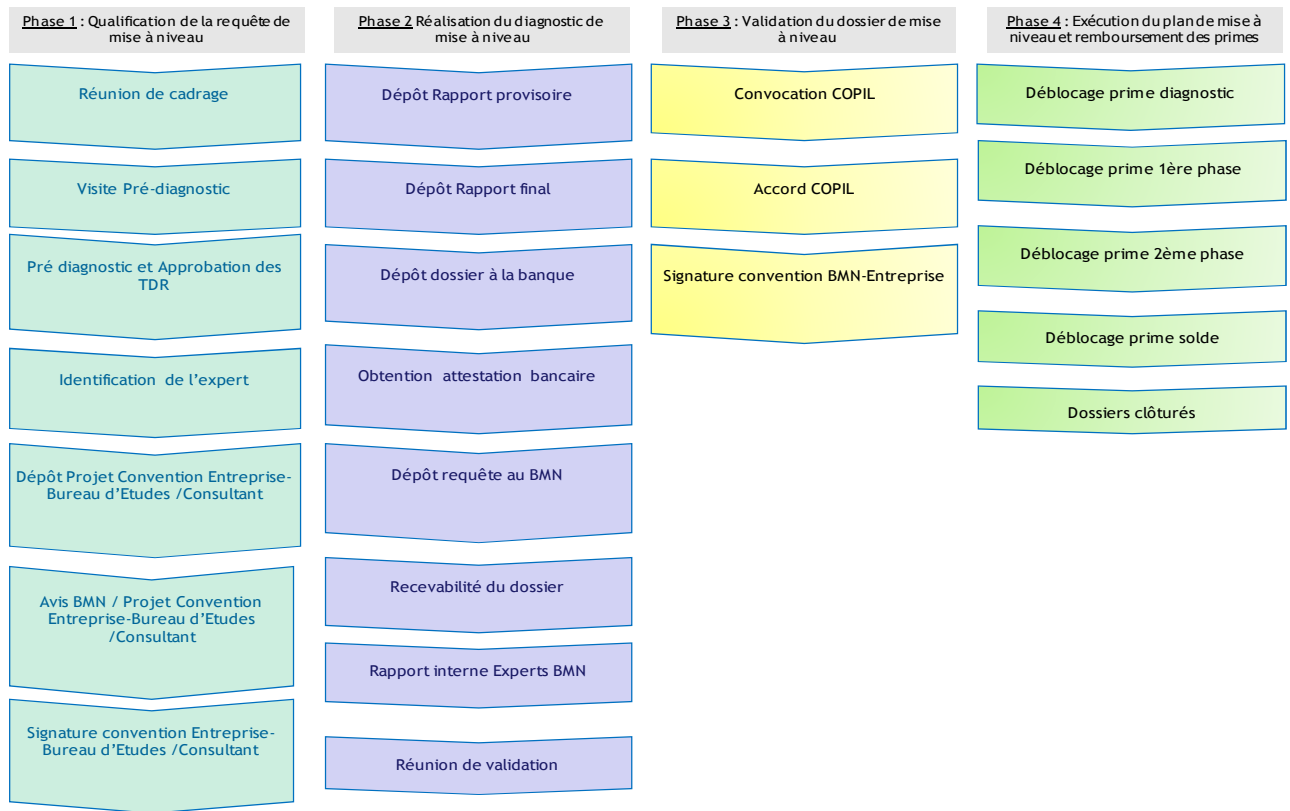 Phase 1 : Qualification de la requête de
mise à niveau
Réunion de cadrage
Visite Pré-diagnostic
Pré diagnostic et Approbation des
TDR
Identification de l'expert
Dépôt Projet Convention Entreprise-
Bureau d'Etudes /Consultant
Avis BMN / Projet Convention
Entreprise-Bureau d'Etudes
/Consultant
Signature convention Entreprise-
Bureau d'Etudes /Consultant
Phase 2 Réalisation du diagnostic de
mise à niveau
Dépôt Rapport provisoire
Dépôt Rapport final
Dépôt dossier à la banque
Obtention attestation bancaire
Dépôt requête au BMN
Recevabilité du dossier
Rapport interne Experts BMN
Réunion de validation
Phase 3 : Validation du dossier de mise
à niveau
Convocation COPIL
Accord COPIL
Signature convention BMN-Entreprise
Phase 4 : Exécution du plan de mise à
niveau et remboursement des primes
Déblocage prime diagnostic
Déblocage prime 1ère phase
Déblocage prime 2ème phase
Déblocage prime solde
Dossiers clôturés